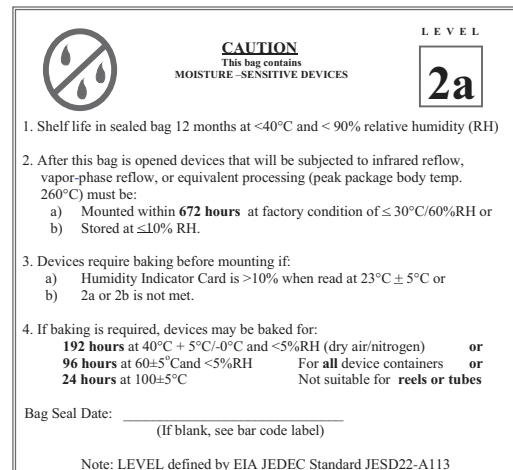 LEVEL
CAUTION
This bag contains
MOISTURE –SENSITIVE DEVICES
2a
1. Shelf life in sealed bag 12 months at <40°C and < 90% relative humidity (RH)
2. After this bag is opened devices that will be subjected to infrared reflow,
vapor-phase reflow, or equivalent processing (peak package body temp.
260°C) must be:
a) Mounted within 672 hours at factory condition of ≤ 30°C/60%RH or
b) Stored at ≤10% RH.
3. Devices require baking before mounting if:
a) Humidity Indicator Card is >10% when read at 23°C ± 5°C or
b) 2a or 2b is not met.
4. If baking is required, devices may be baked for:
192 hours at 40°C + 5°C/-0°C and <5%RH (dry air/nitrogen) or
96 hours at 60±5°Cand <5%RH For all device containers or
24 hours at 100±5°C Not suitable for reels or tubes
Bag Seal Date: ______________________________
(If blank, see bar code label)
Note: LEVEL defined by EIA JEDEC Standard JESD22-A113